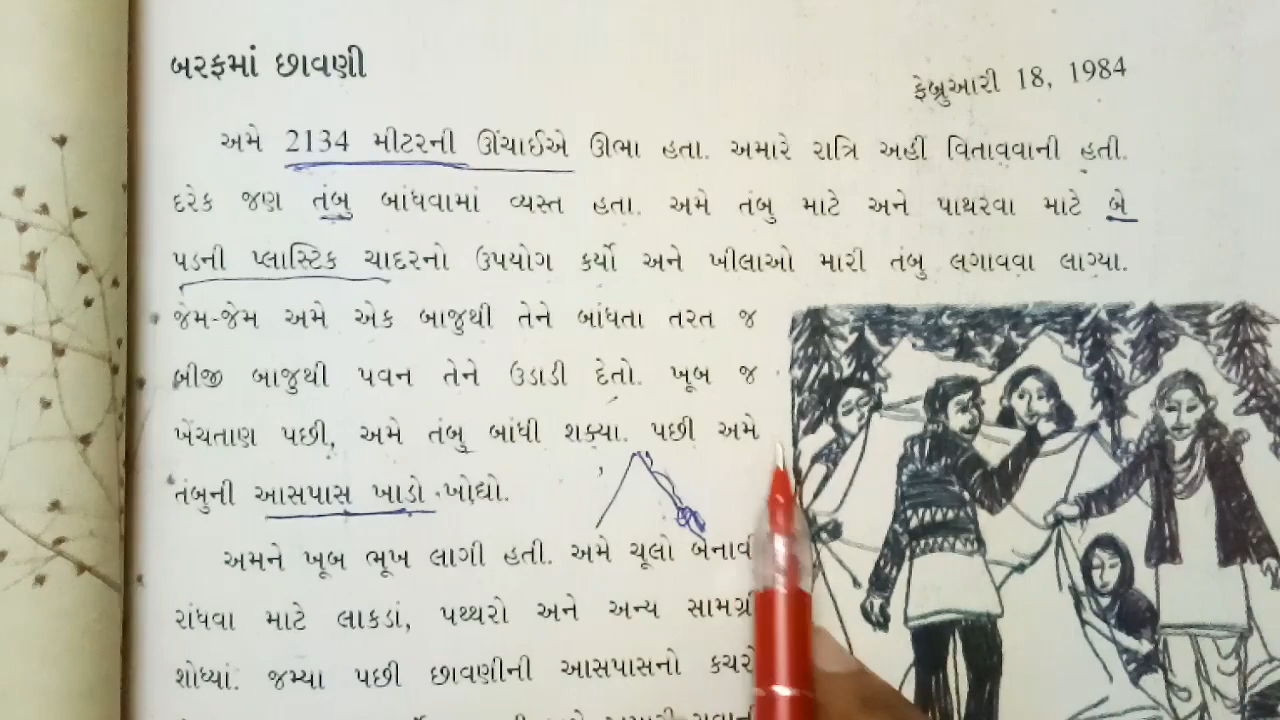 બરફમાં છાવણી
ફેબ્રુઆરી 18, 1984
અમે 2134 મીટરની ઊંચાઈએ ઊભા હતા. અમારે રાત્રિ અહીં વિતાવવાની હતી.
દરેક જણ તંબુ બાંધવામાં વ્યસ્ત હતા. અમે તંબુ માટે અને પાથરવા માટે બે
પડની પ્લાસ્ટિક ચાદરનો ઉપયોગ કર્યો અને ખીલાઓ મારી તંબુ લગાવવા લાગ્યા.
જેમ-જેમ અમે એક બાજુથી તેને બાંધતા તરત જ
બીજી બાજુથી પવન તેને ઉડાડી દેતો. ખૂબ જ
ખેંચતાણ પછી, અમે તંબુ બાંધી શક્યા. પછી અમે
તંબુની આસપાસ ખાડો ખોદ્યો.
અમને ખૂબ ભૂખ લાગી હતી. અમે ચૂલો બનાવી
રાંધવા માટે લાકડાં, પથ્થરો અને અન્ય સામગ્રી
શોધ્યાં. જમ્યા પછી છાવણીની આસપાસનો કચરો